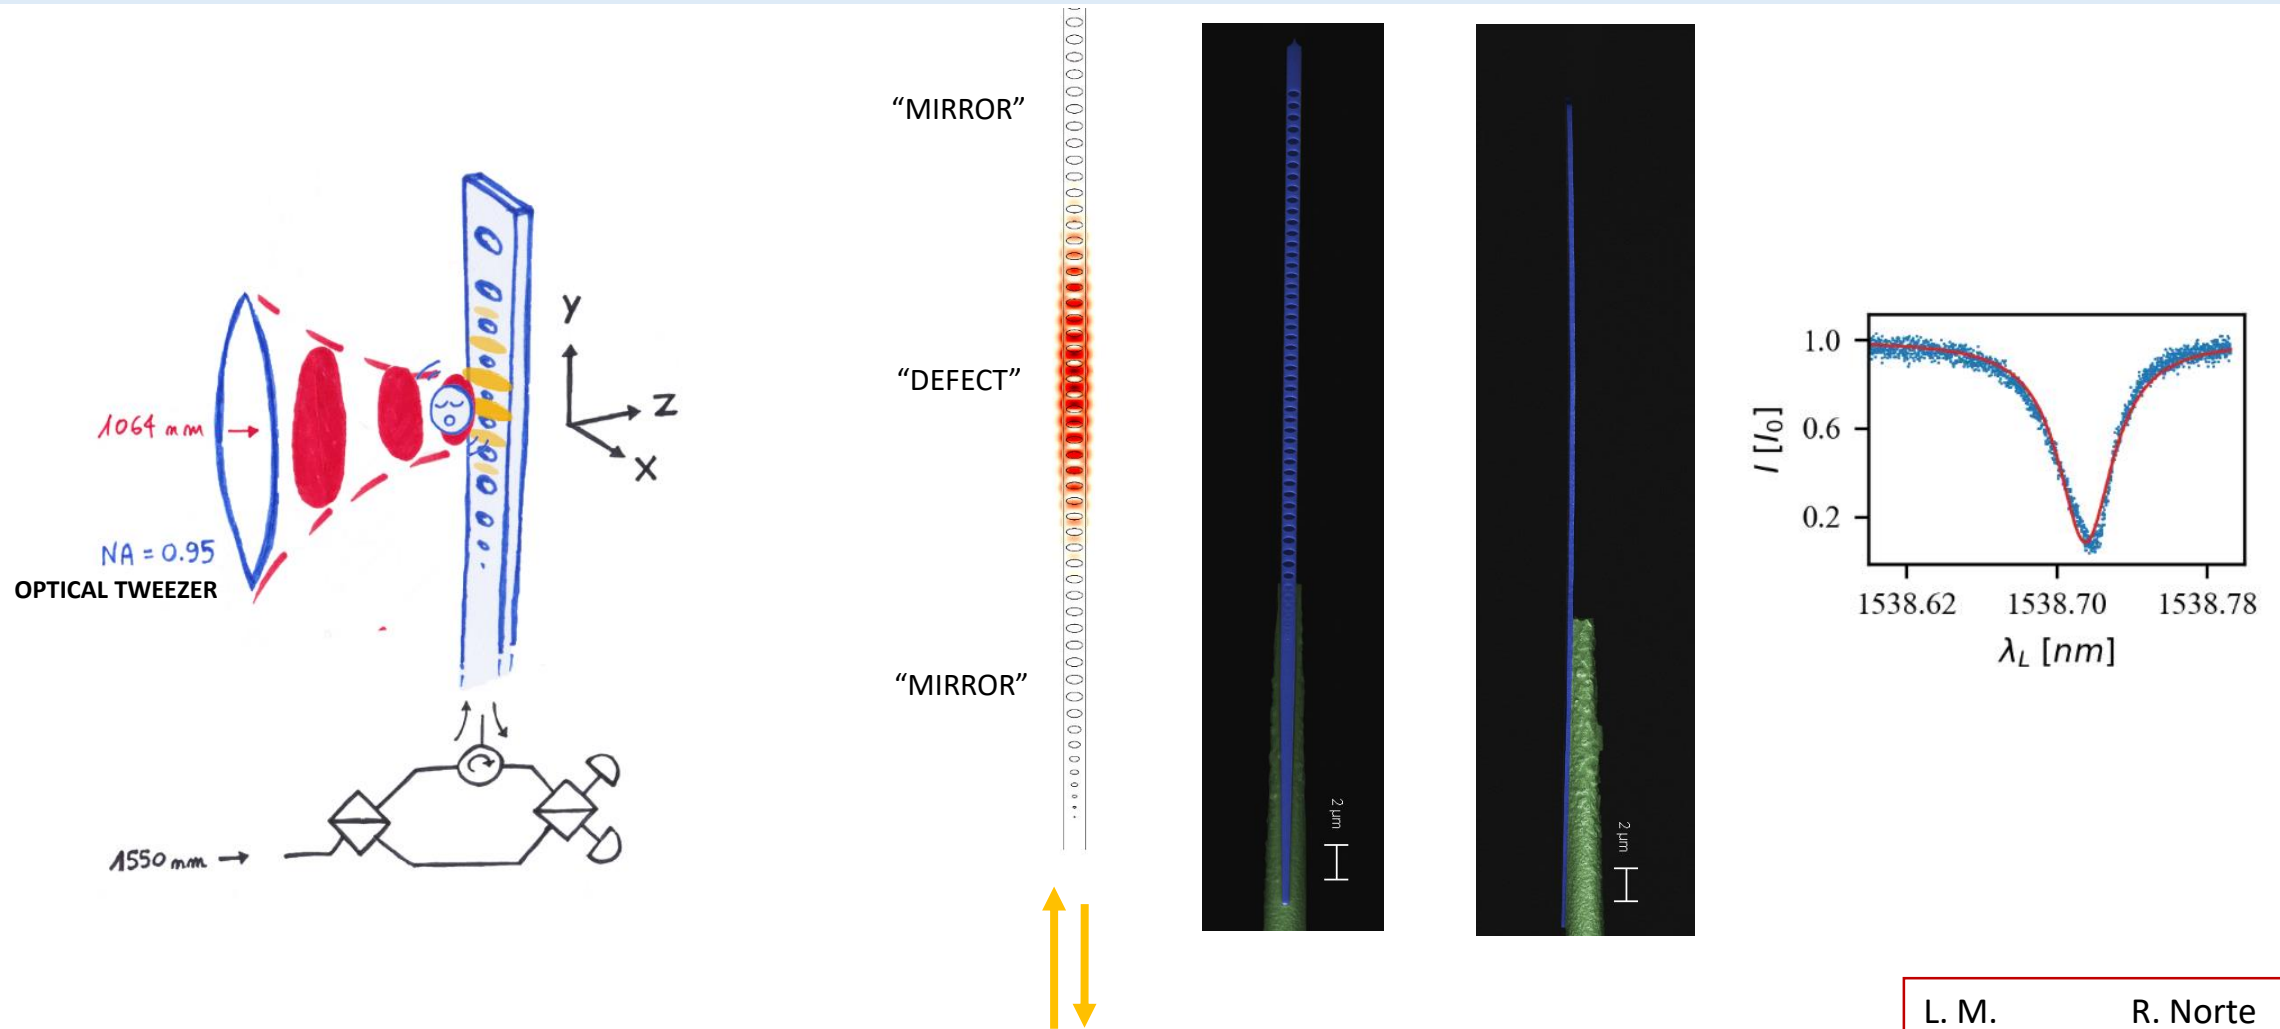 1064 nm
NA = 0.95
OPTICAL TWEEZER
Y
Z
X
1550 nm
“MIRROR”
“DEFECT”
“MIRROR”
2 μm
2 μm
1.0
0.6
0.2
I [I₀]
1538.62 1538.70 1538.78
λ_L [nm]
L. M. R. Norte